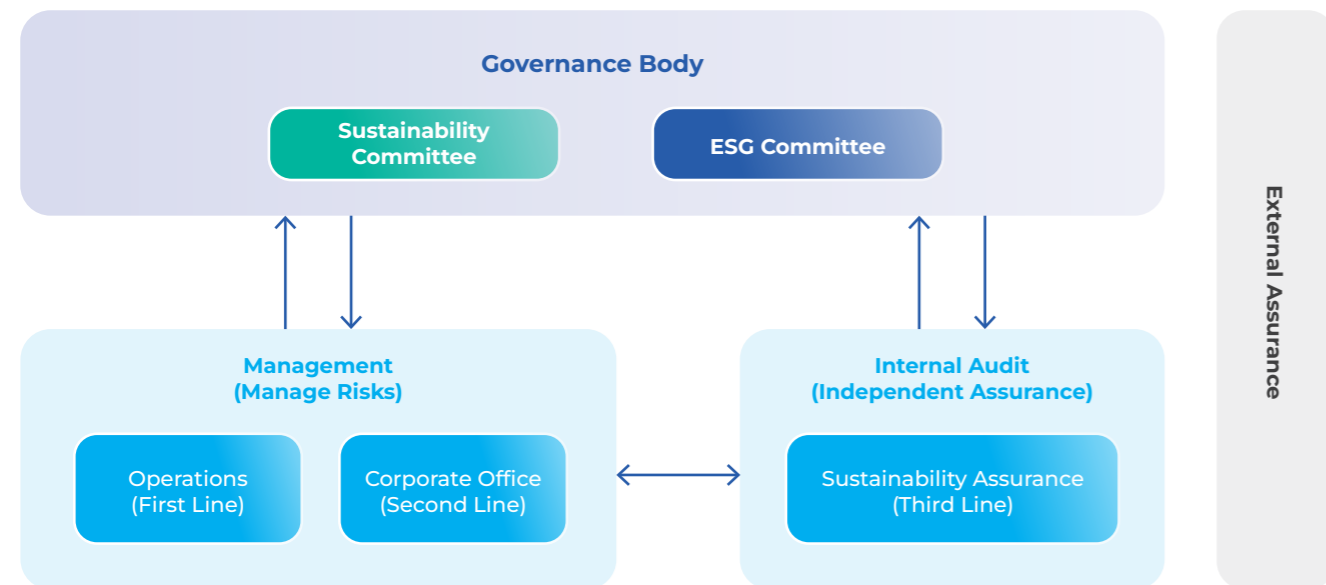 Governance Body
Sustainability
Committee
ESG Committee
Management
(Manage Risks)
Operations
(First Line)
Corporate Office
(Second Line)
Internal Audit
(Independent Assurance)
Sustainability Assurance
(Third Line)
External Assurance